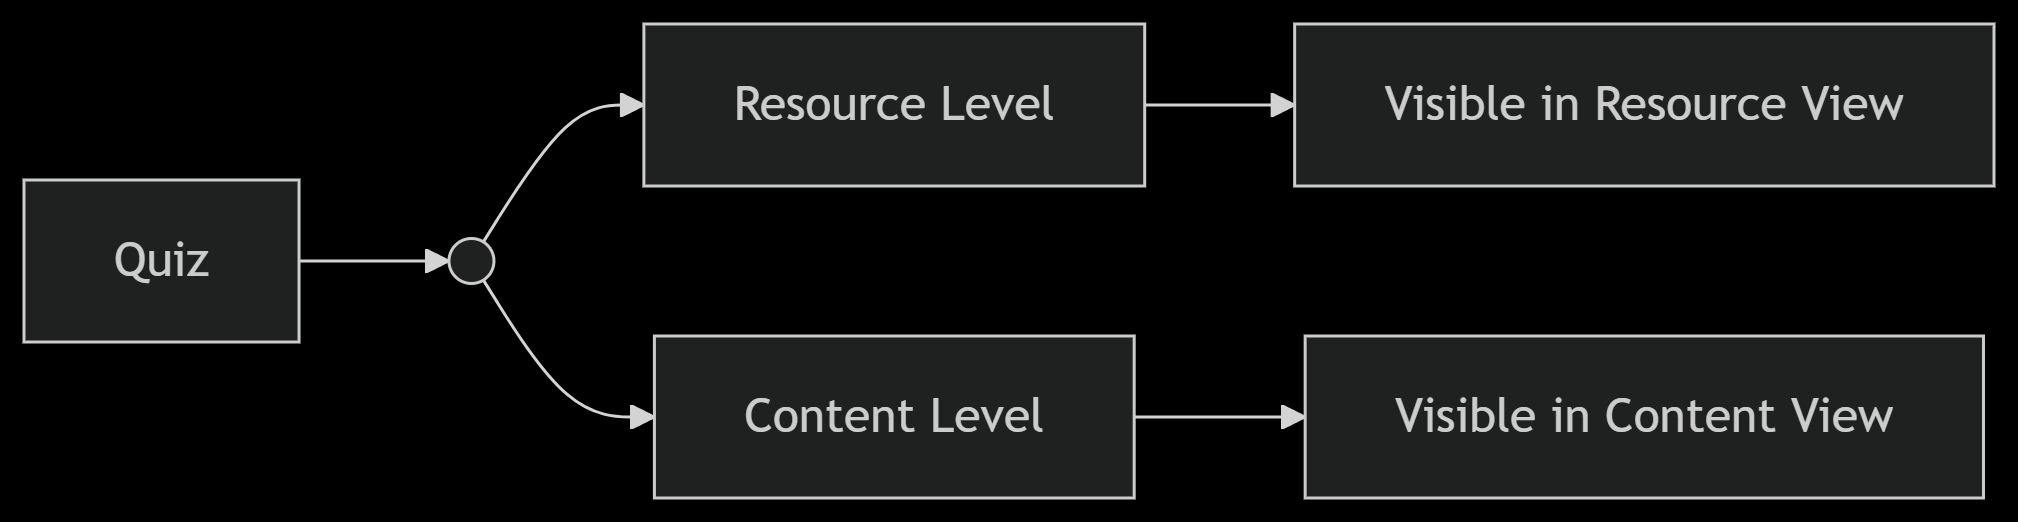 Quiz
Resource Level
Visible in Resource View
Content Level
Visible in Content View